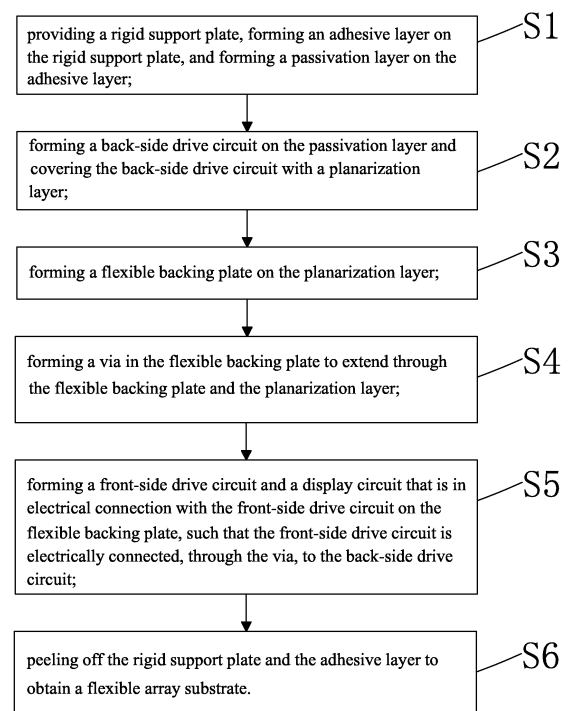 providing a rigid support plate, forming an adhesive layer on
the rigid support plate, and forming a passivation layer on the
adhesive layer;
S1
forming a back-side drive circuit on the passivation layer and
covering the back-side drive circuit with a planarization
layer;
S2
forming a flexible backing plate on the planarization layer;
S3
forming a via in the flexible backing plate to extend through
the flexible backing plate and the planarization layer;
S4
forming a front-side drive circuit and a display circuit that is in
electrical connection with the front-side drive circuit on the
flexible backing plate, such that the front-side drive circuit is
electrically connected, through the via, to the back-side drive
circuit;
S5
peeling off the rigid support plate and the adhesive layer to
obtain a flexible array substrate.
S6